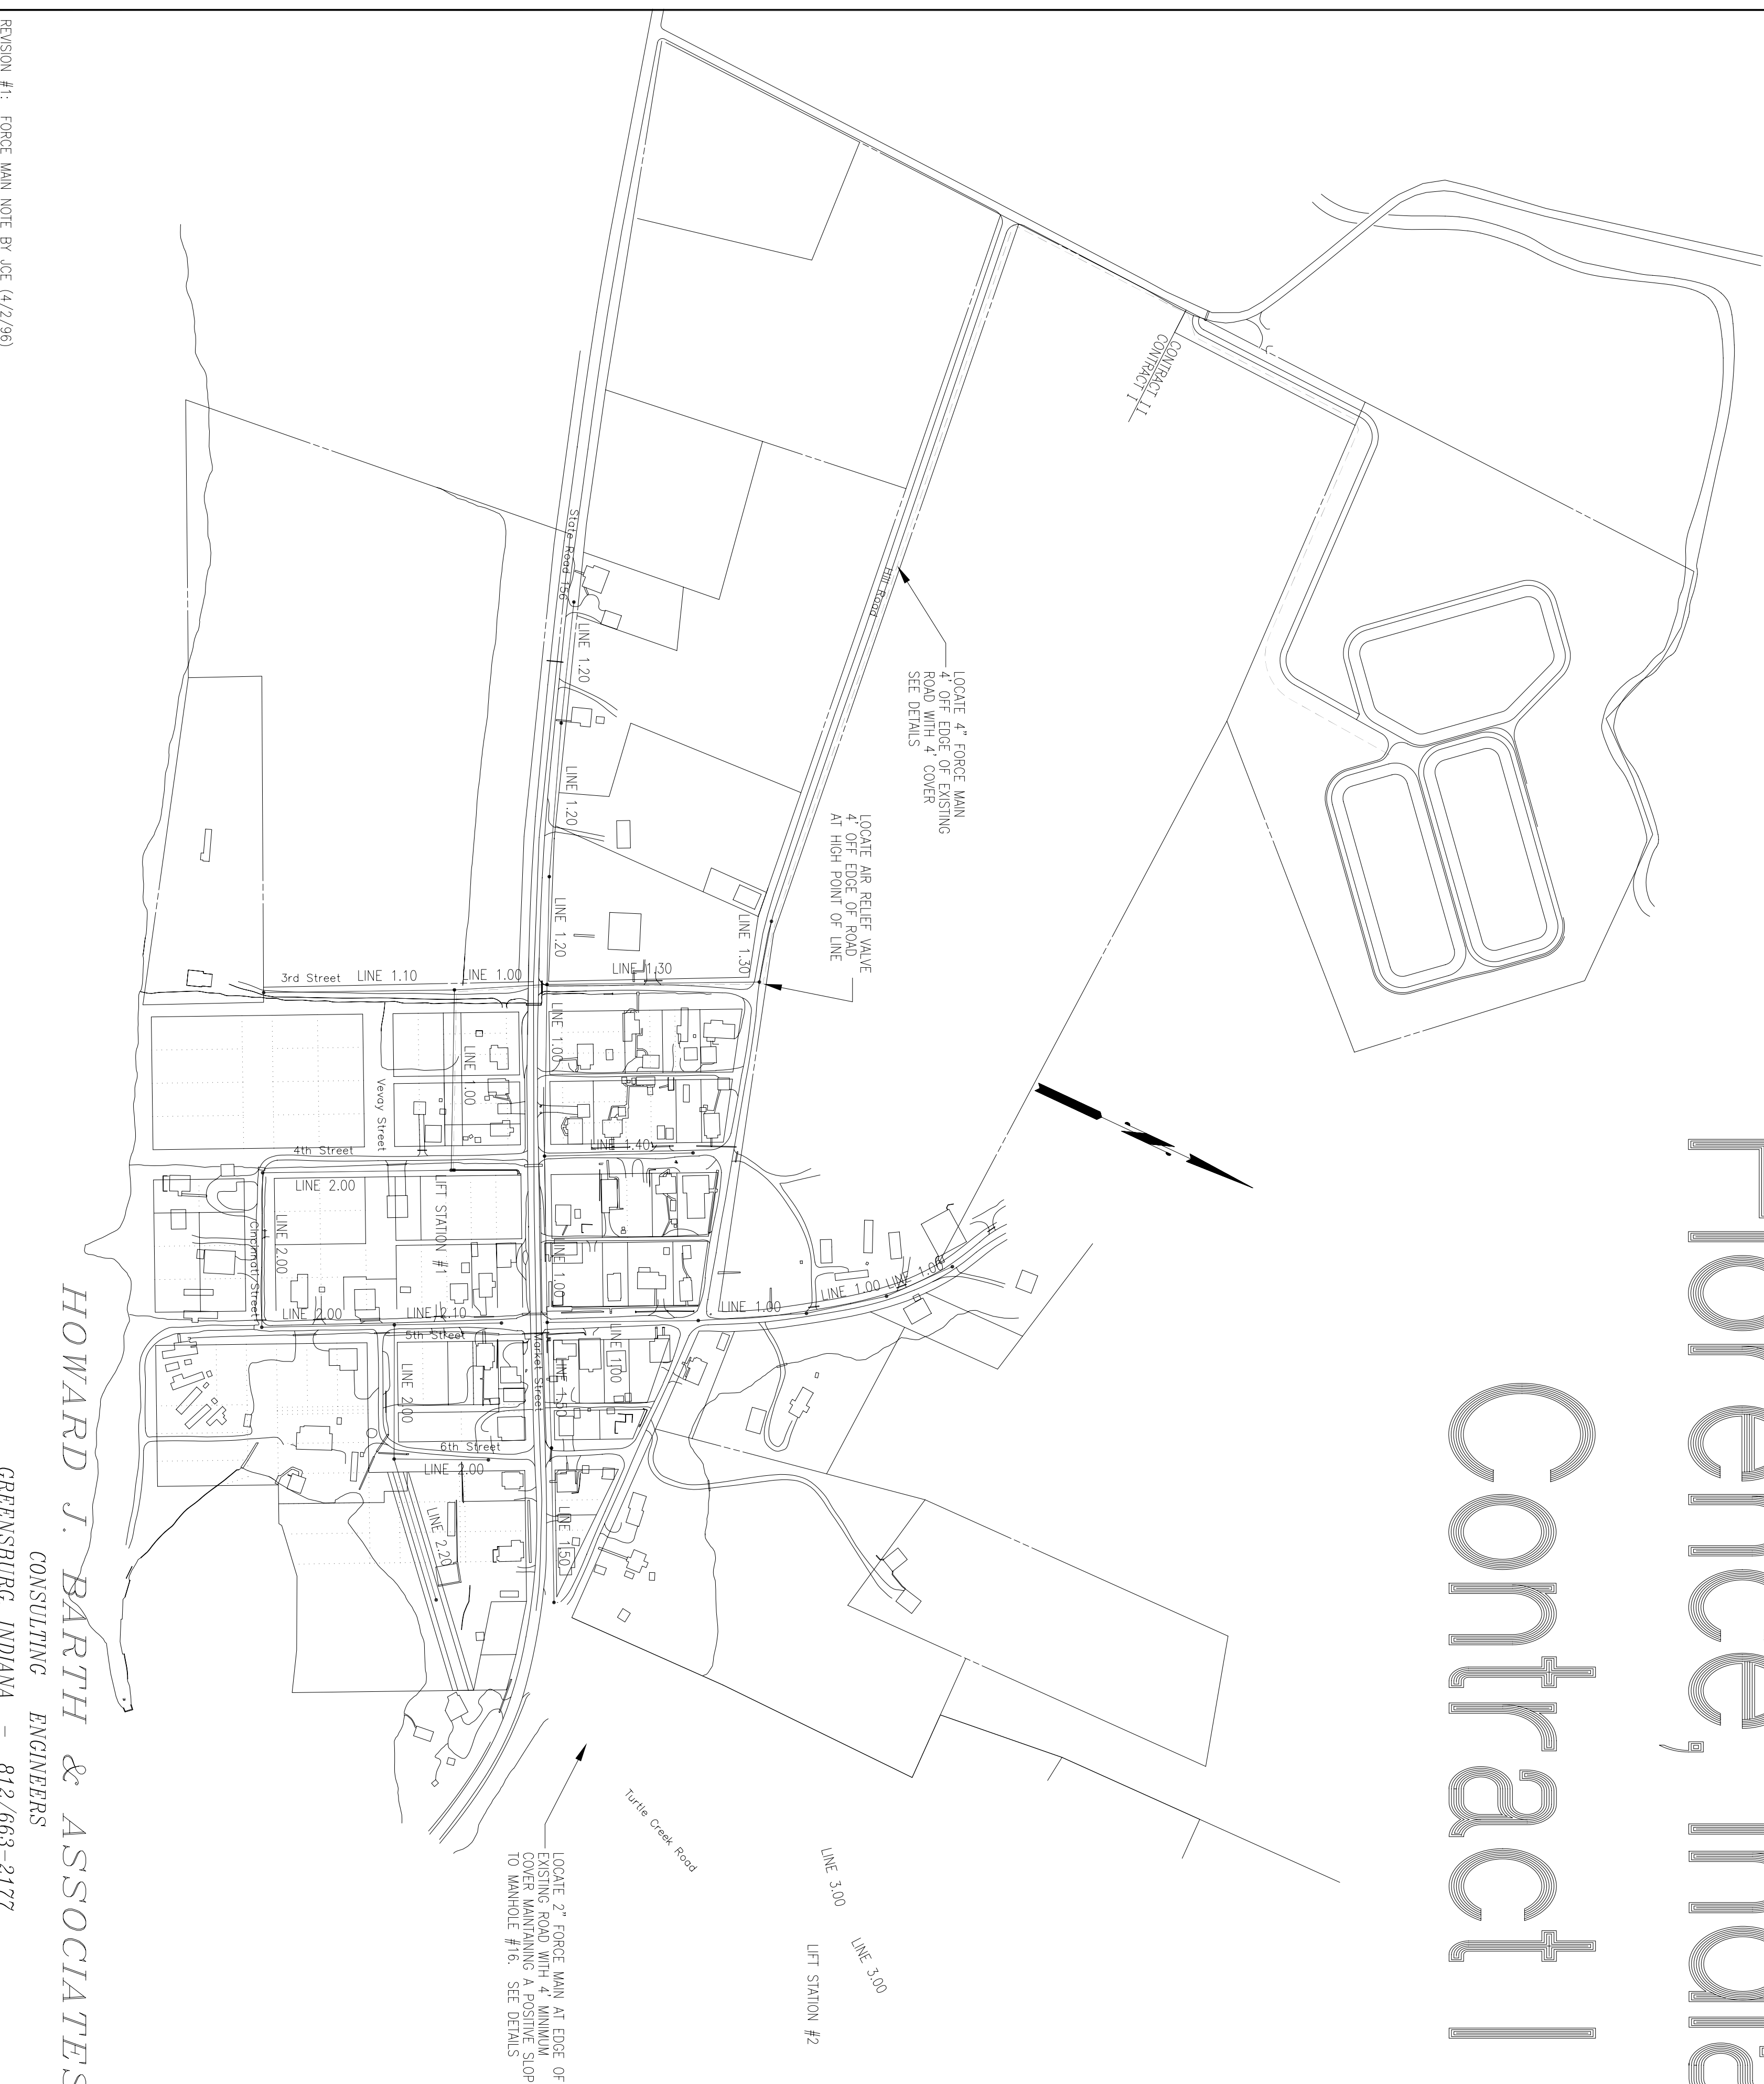 Florence, Indiana
Contract I
CONTRACT II
CONTRACT I
LOCATE 4" FORCE MAIN
4' OFF EDGE OF EXISTING
ROAD WITH 4' COVER
SEE DETAILS
LOCATE AIR RELIEF VALVE
4' OFF EDGE OF ROAD
AT HIGH POINT OF LINE
Hill Road
State Road 156
LINE 1.20
LINE 1.20
LINE 1.20
LINE 1.30
LINE 1.30
3rd Street
LINE 1.10
LINE 1.00
LINE 1.00
LINE 1.00
Vevay Street
4th Street
LINE 1.40
LINE 2.00
LIFT STATION #1
LINE 2.00
Cincinnati Street
LINE 1.00
LINE 1.00
LINE 1.00
LINE 1.00
LINE 2.00
LINE 2.10
5th Street
Market Street
LINE 1.00
LINE 1.50
LINE 2.00
6th Street
LINE 2.00
LINE 2.20
LINE 1.50
Turtle Creek Road
LINE 3.00
LINE 3.00
LIFT STATION #2
LOCATE 2" FORCE MAIN AT EDGE OF
EXISTING ROAD WITH 4' MINIMUM
COVER MAINTAINING A POSITIVE SLOP
TO MANHOLE #16. SEE DETAILS
HOWARD J. BARTH & ASSOCIATES
CONSULTING ENGINEERS
GREENSBURG INDIANA - 812/663-2177
REVISION #1: FORCE MAIN NOTE BY JCE (4/2/96)